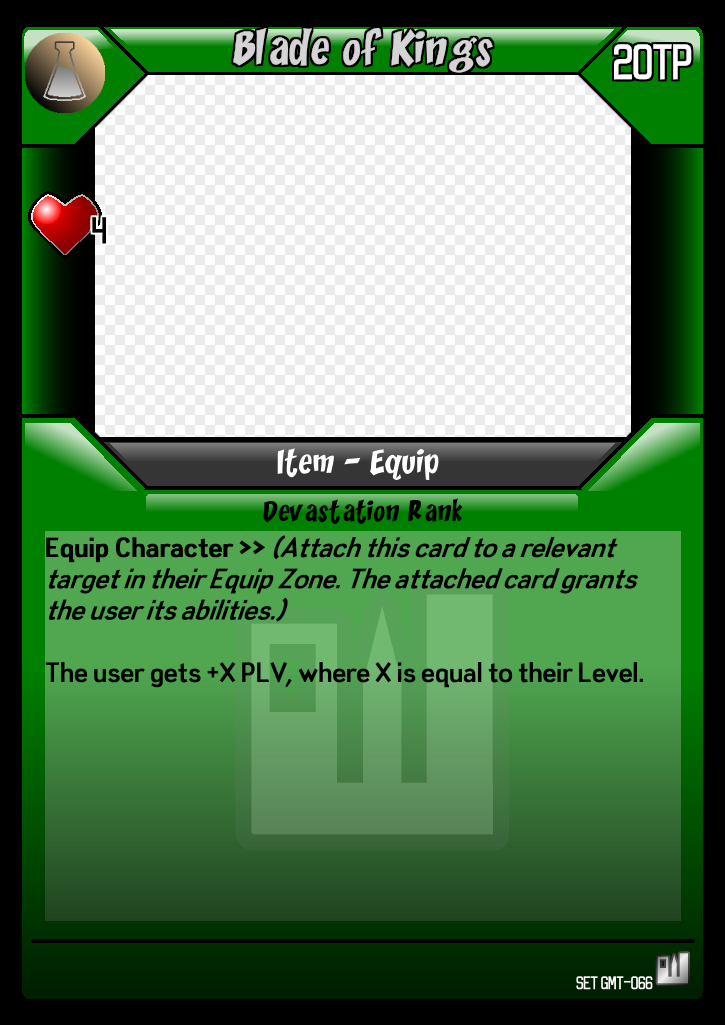 Blade of Kings
20TP
4
Item - Equip
Devastation Rank
Equip Character >> (Attach this card to a relevant
target in their Equip Zone. The attached card grants
the user its abilities.)
The user gets +X PLV, where X is equal to their Level.
SET GMT-066